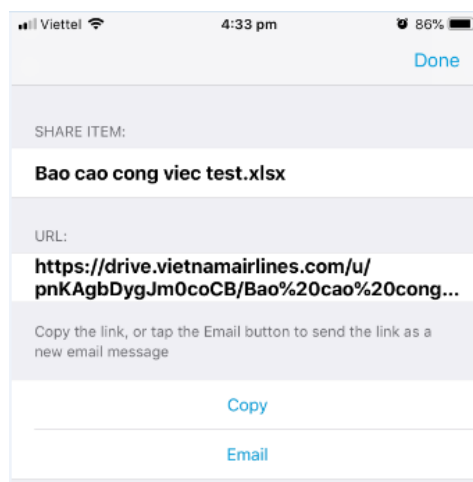 Viettel 4:33 pm 86%
Done
SHARE ITEM:
Bao cao cong viec test.xlsx
URL:
https://drive.vietnamairlines.com/u/
pnKAgbDygJm0coCB/Bao%20cao%20cong...
Copy the link, or tap the Email button to send the link as a
new email message
Copy
Email